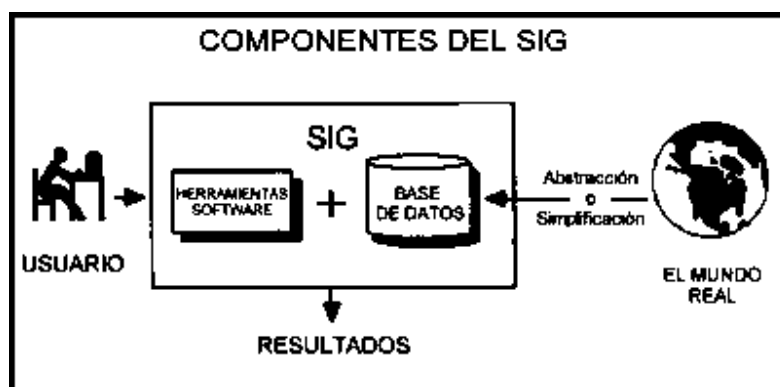 COMPONENTES DEL SIG
SIG
HERRAMIENTAS
SOFTWARE
+
BASE
DE DATOS
Abstracción
o
Simplificación
USUARIO
EL MUNDO
REAL
RESULTADOS